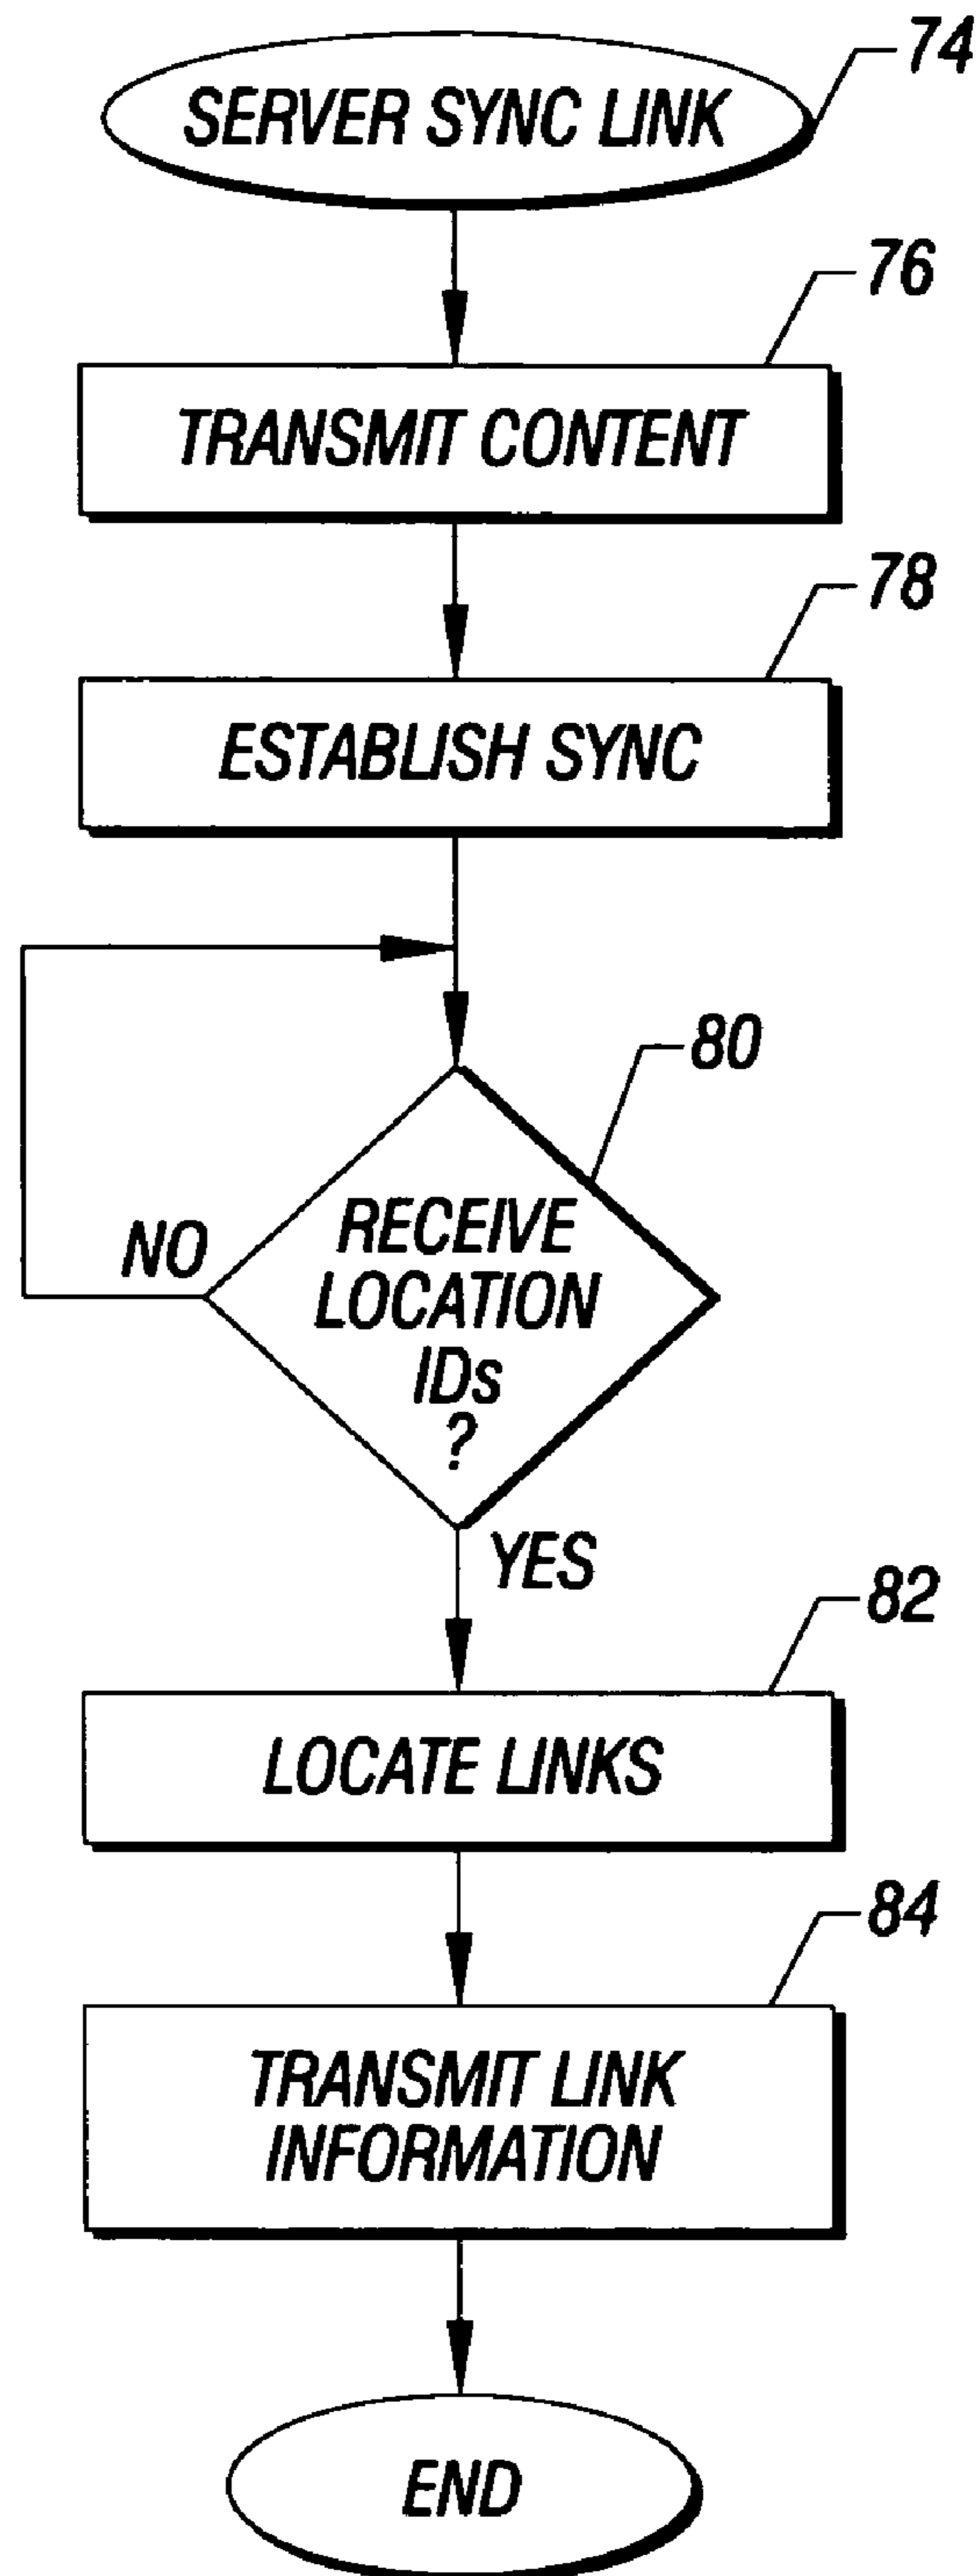 SERVER SYNC LINK
74
76
TRANSMIT CONTENT
78
ESTABLISH SYNC
80
RECEIVE
LOCATION
IDs
?
NO
YES
82
LOCATE LINKS
84
TRANSMIT LINK
INFORMATION
END